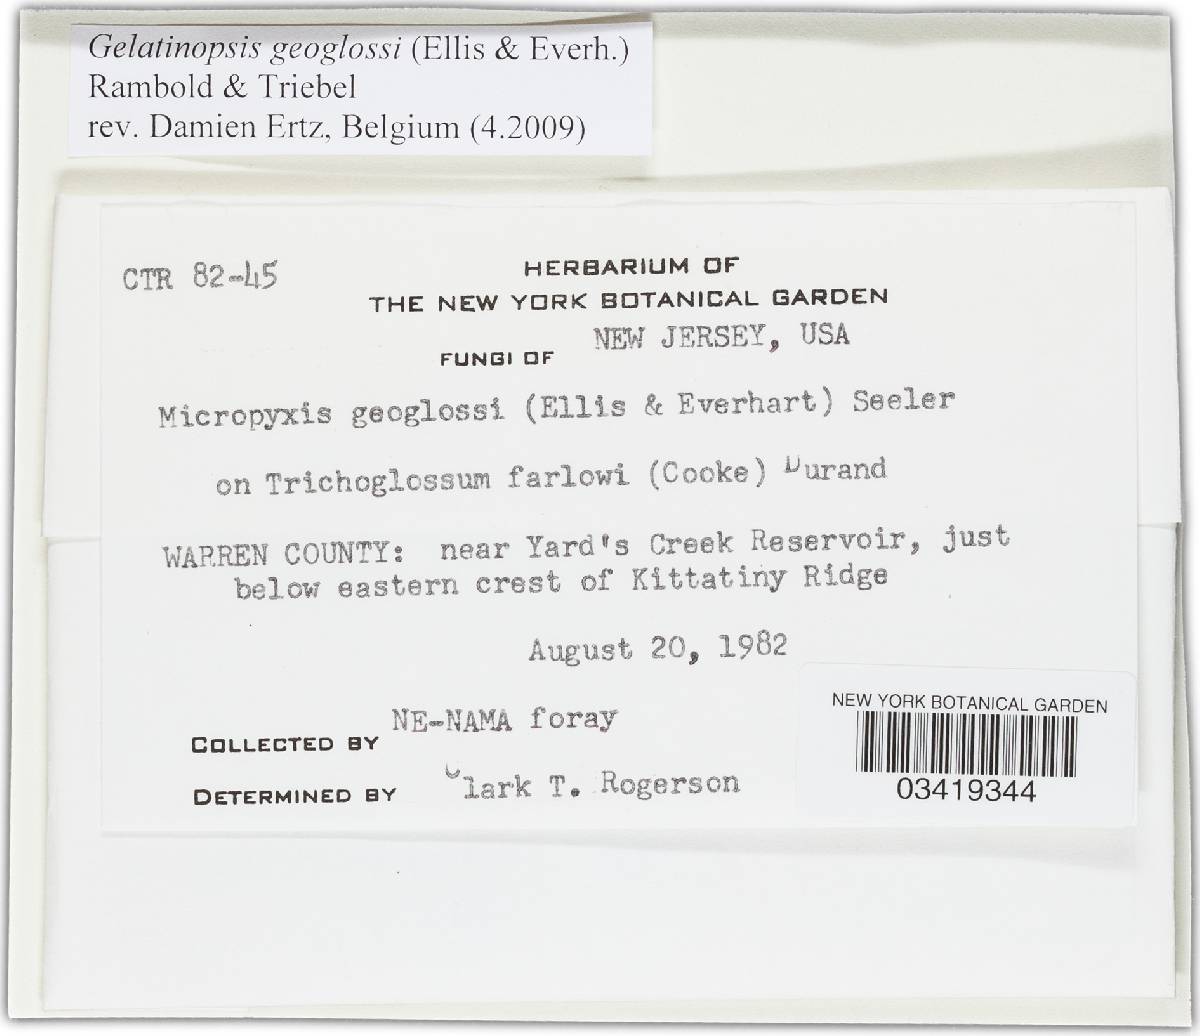 Gelatinopsis geoglossi (Ellis & Everh.)
Rambold & Triebel
rev. Damien Ertz, Belgium (4.2009)
CTR 82-45
HERBARIUM OF
THE NEW YORK BOTANICAL GARDEN
FUNGI OF NEW JERSEY, USA
Micropyxis geoglossi (Ellis & Everhart) Seeler
on Trichoglossum farlowi (Cooke) Durand
WARREN COUNTY: near Yard's Creek Reservoir, just
below eastern crest of Kittatiny Ridge
August 20, 1982
COLLECTED BY NE-NAMA foray
DETERMINED BY Clark T. Rogerson
NEW YORK BOTANICAL GARDEN
03419344